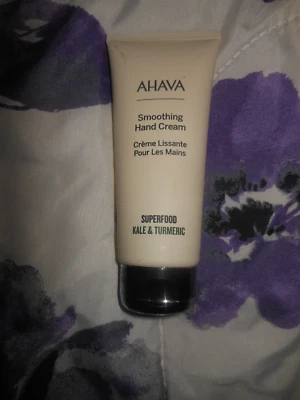 AHAVA
Smoothing
Hand Cream
Crème Lissante
Pour Les Mains
SUPERFOOD
KALE & TURMERIC